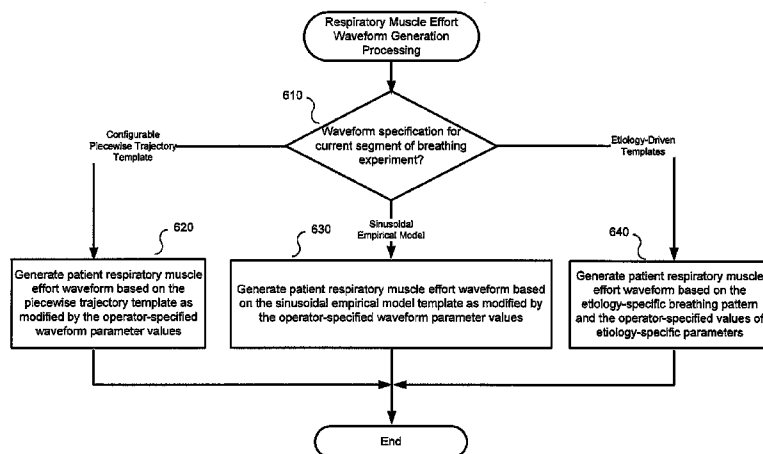 Respiratory Muscle Effort
Waveform Generation
Processing
610
Waveform specification for
current segment of breathing
experiment?
Configurable
Piecewise Trajectory
Template
Etiology-Driven
Templates
Sinusoidal
Empirical Model
620
630
640
Generate patient respiratory muscle
effort waveform based on the
piecewise trajectory template as
modified by the operator-specified
waveform parameter values
Generate patient respiratory muscle effort waveform based
on the sinusoidal empirical model template as modified by
the operator-specified waveform parameter values
Generate patient respiratory muscle
effort waveform based on the
etiology-specific breathing pattern
and the operator-specified values of
etiology-specific parameters
End